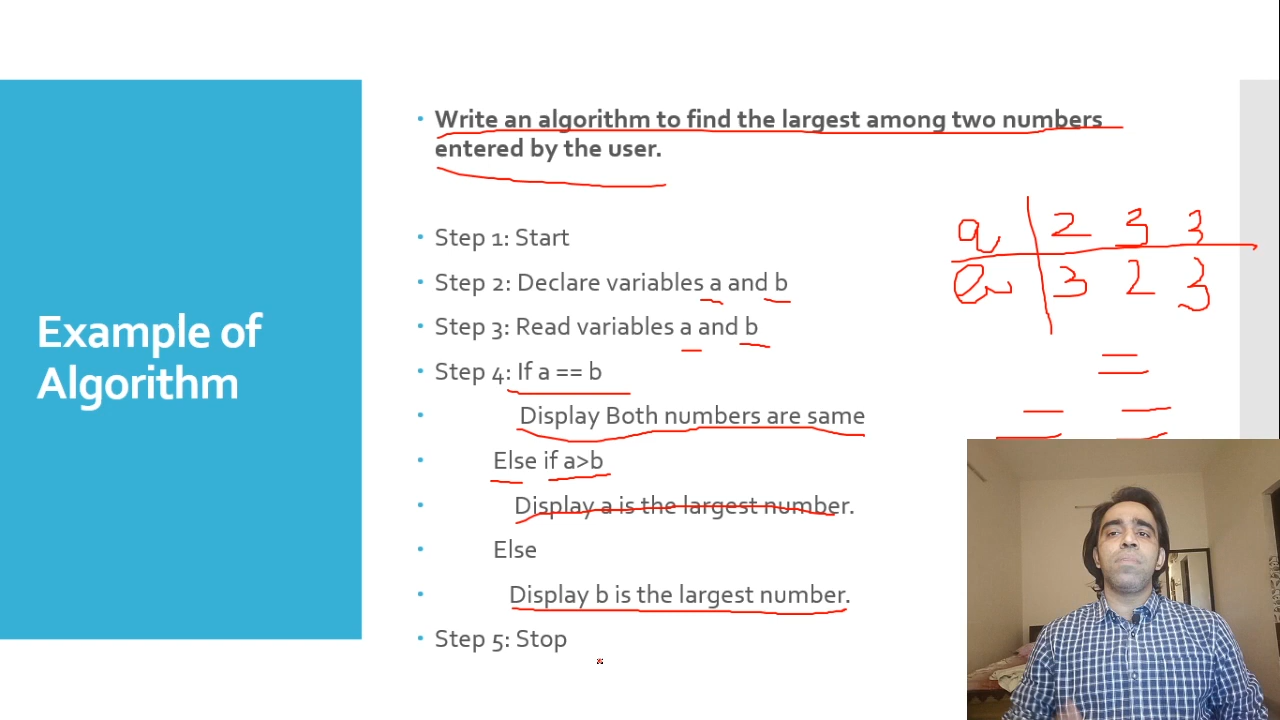 Example of
Algorithm
• Write an algorithm to find the largest among two numbers
entered by the user.
• Step 1: Start
• Step 2: Declare variables a and b
• Step 3: Read variables a and b
• Step 4: If a == b
• Display Both numbers are same
• Else if a>b
• Display a is the largest number.
• Else
• Display b is the largest number.
• Step 5: Stop
a 2 3 3
3 2 3